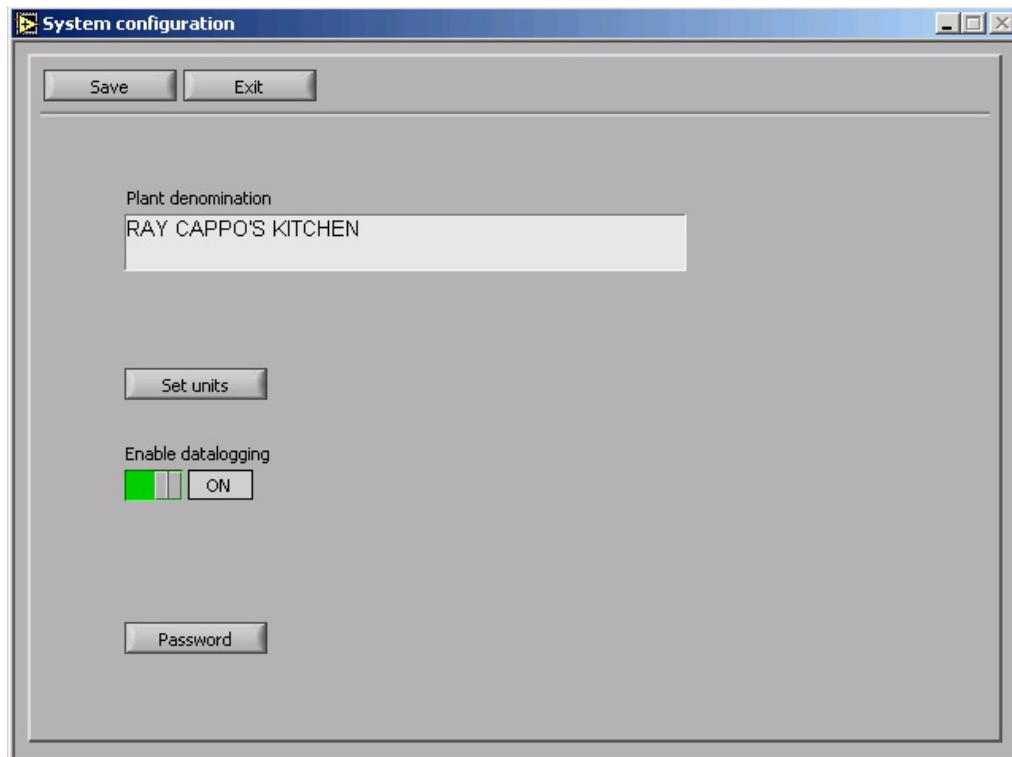 System configuration
Save Exit
Plant denomination
RAY CAPPO'S KITCHEN
Set units
Enable datalogging
ON
Password